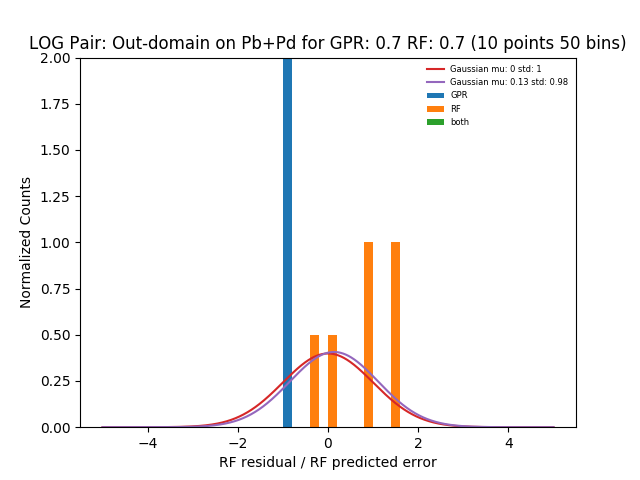 LOG Pair: Out-domain on Pb+Pd for GPR: 0.7 RF: 0.7 (10 points 50 bins)
Gaussian mu: 0 std: 1
Gaussian mu: 0.13 std: 0.98
GPR
RF
both
Normalized Counts
2.00
1.75
1.50
1.25
1.00
0.75
0.50
0.25
0.00
−4
−2
0
2
4
RF residual / RF predicted error